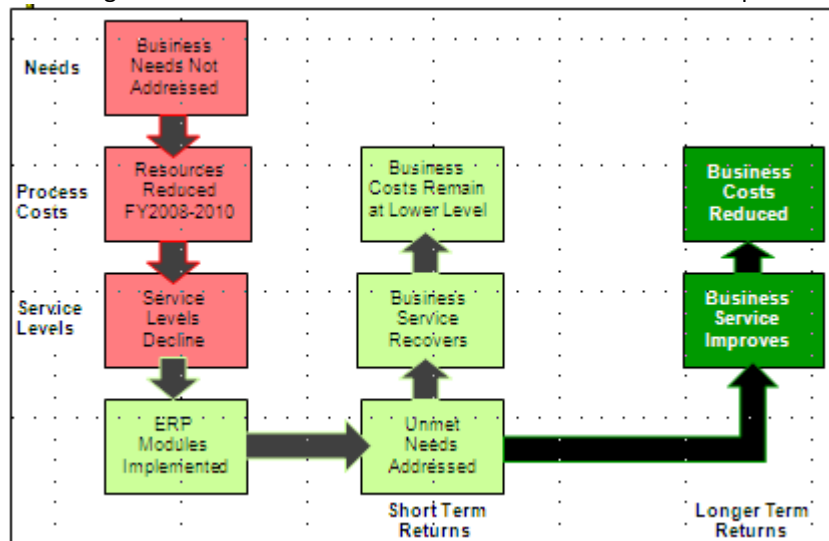 Needs
Business
Needs Not
Addressed
Process
Costs
Resources
Reduced
FY2008-2010
Business
Costs Remain
at Lower Level
Business
Costs
Reduced
Service
Levels
Service
Levels
Decline
Business
Service
Recovers
Business
Service
Improves
ERP
Modules
Implemented
Unmet
Needs
Addressed
Short Term
Returns
Longer Term
Returns